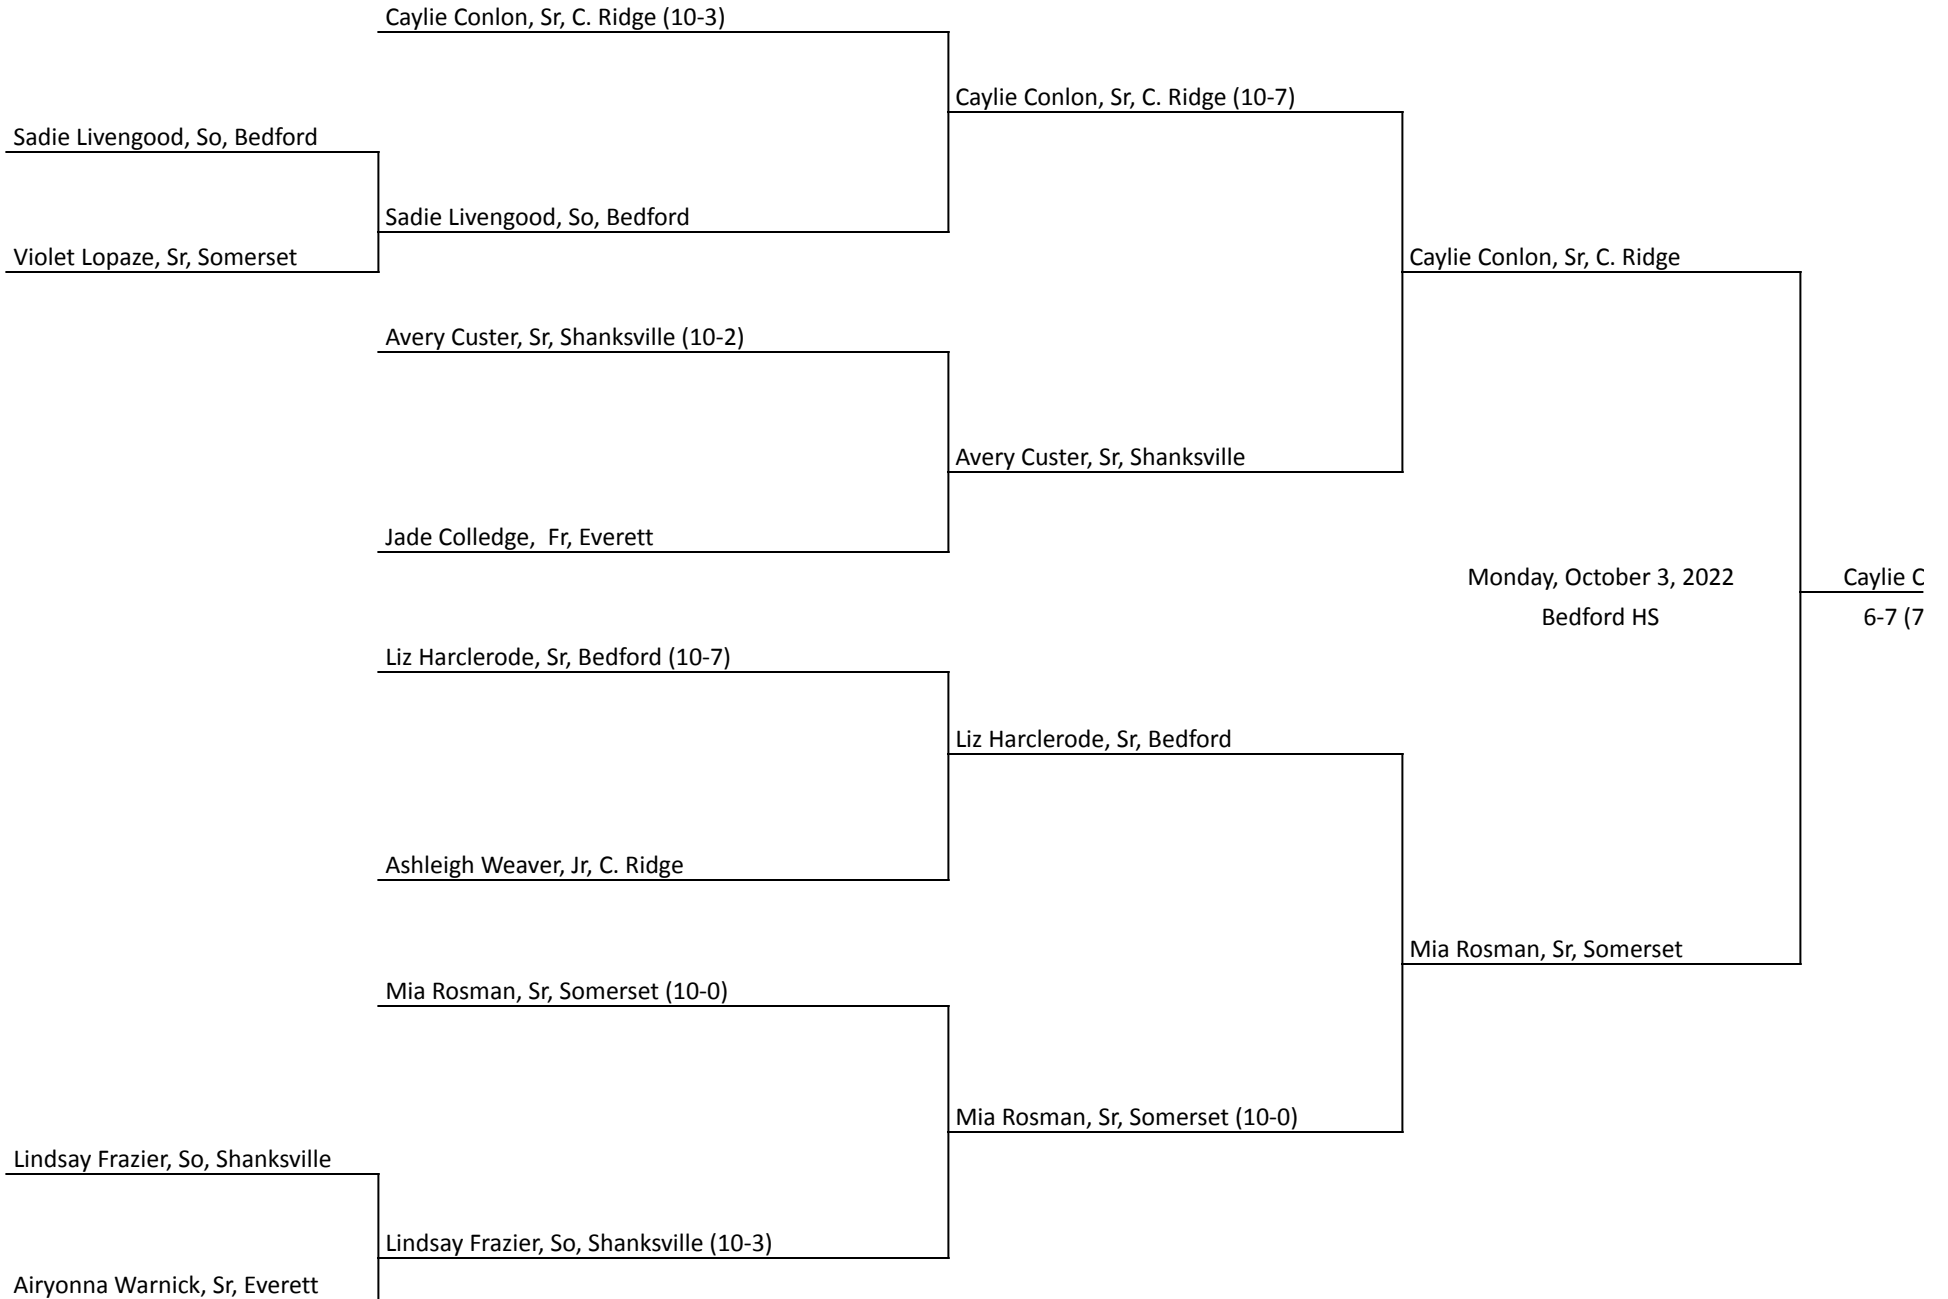 Caylie Conlon, Sr, C. Ridge (10-3)
Caylie Conlon, Sr, C. Ridge (10-7)
Sadie Livengood, So, Bedford
Sadie Livengood, So, Bedford
Violet Lopaze, Sr, Somerset
Caylie Conlon, Sr, C. Ridge
Avery Custer, Sr, Shanksville (10-2)
Avery Custer, Sr, Shanksville
Jade Colledge,  Fr, Everett
Monday, October 3, 2022
Caylie C
Bedford HS
6-7 (7
Liz Harclerode, Sr, Bedford (10-7)
Liz Harclerode, Sr, Bedford
Ashleigh Weaver, Jr, C. Ridge
Mia Rosman, Sr, Somerset
Mia Rosman, Sr, Somerset (10-0)
Mia Rosman, Sr, Somerset (10-0)
Lindsay Frazier, So, Shanksville
Lindsay Frazier, So, Shanksville (10-3)
Airyonna Warnick, Sr, Everett